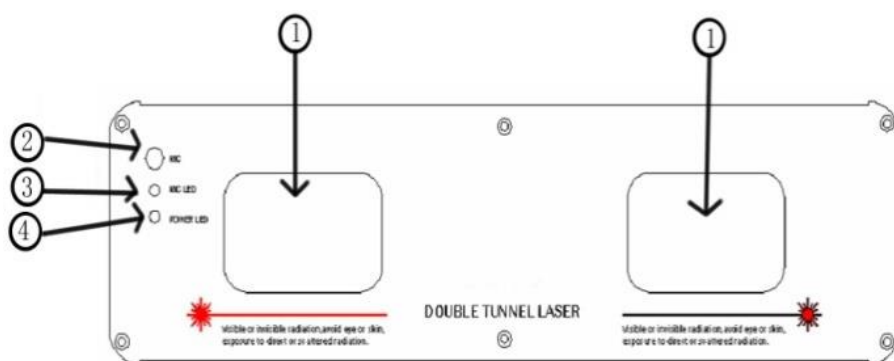 1
1
2
MIC
3
MIC LED
4
POWER LED
DOUBLE TUNNEL LASER
Visible or invisible radiation,avoid eye or skin,
exposure to direct or scattered radiation.
Visible or invisible radiation,avoid eye or skin,
exposure to direct or scattered radiation.